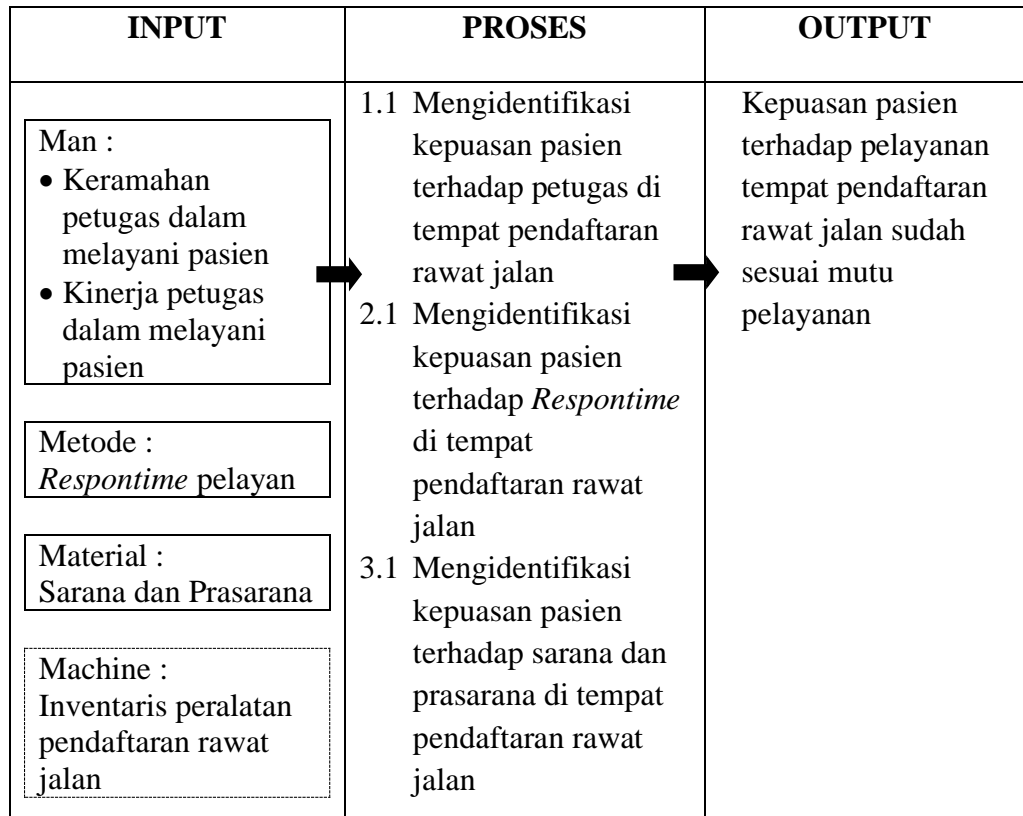 INPUT
PROSES
OUTPUT
Man :
• Keramahan
petugas dalam
melayani pasien
• Kinerja petugas
dalam melayani
pasien
Metode :
Respontime pelayan
Material :
Sarana dan Prasarana
Machine :
Inventaris peralatan
pendaftaran rawat
jalan
1.1 Mengidentifikasi
kepuasan pasien
terhadap petugas di
tempat pendaftaran
rawat jalan
2.1 Mengidentifikasi
kepuasan pasien
terhadap Respontime
di tempat
pendaftaran rawat
jalan
3.1 Mengidentifikasi
kepuasan pasien
terhadap sarana dan
prasarana di tempat
pendaftaran rawat
jalan
Kepuasan pasien
terhadap pelayanan
tempat pendaftaran
rawat jalan sudah
sesuai mutu
pelayanan